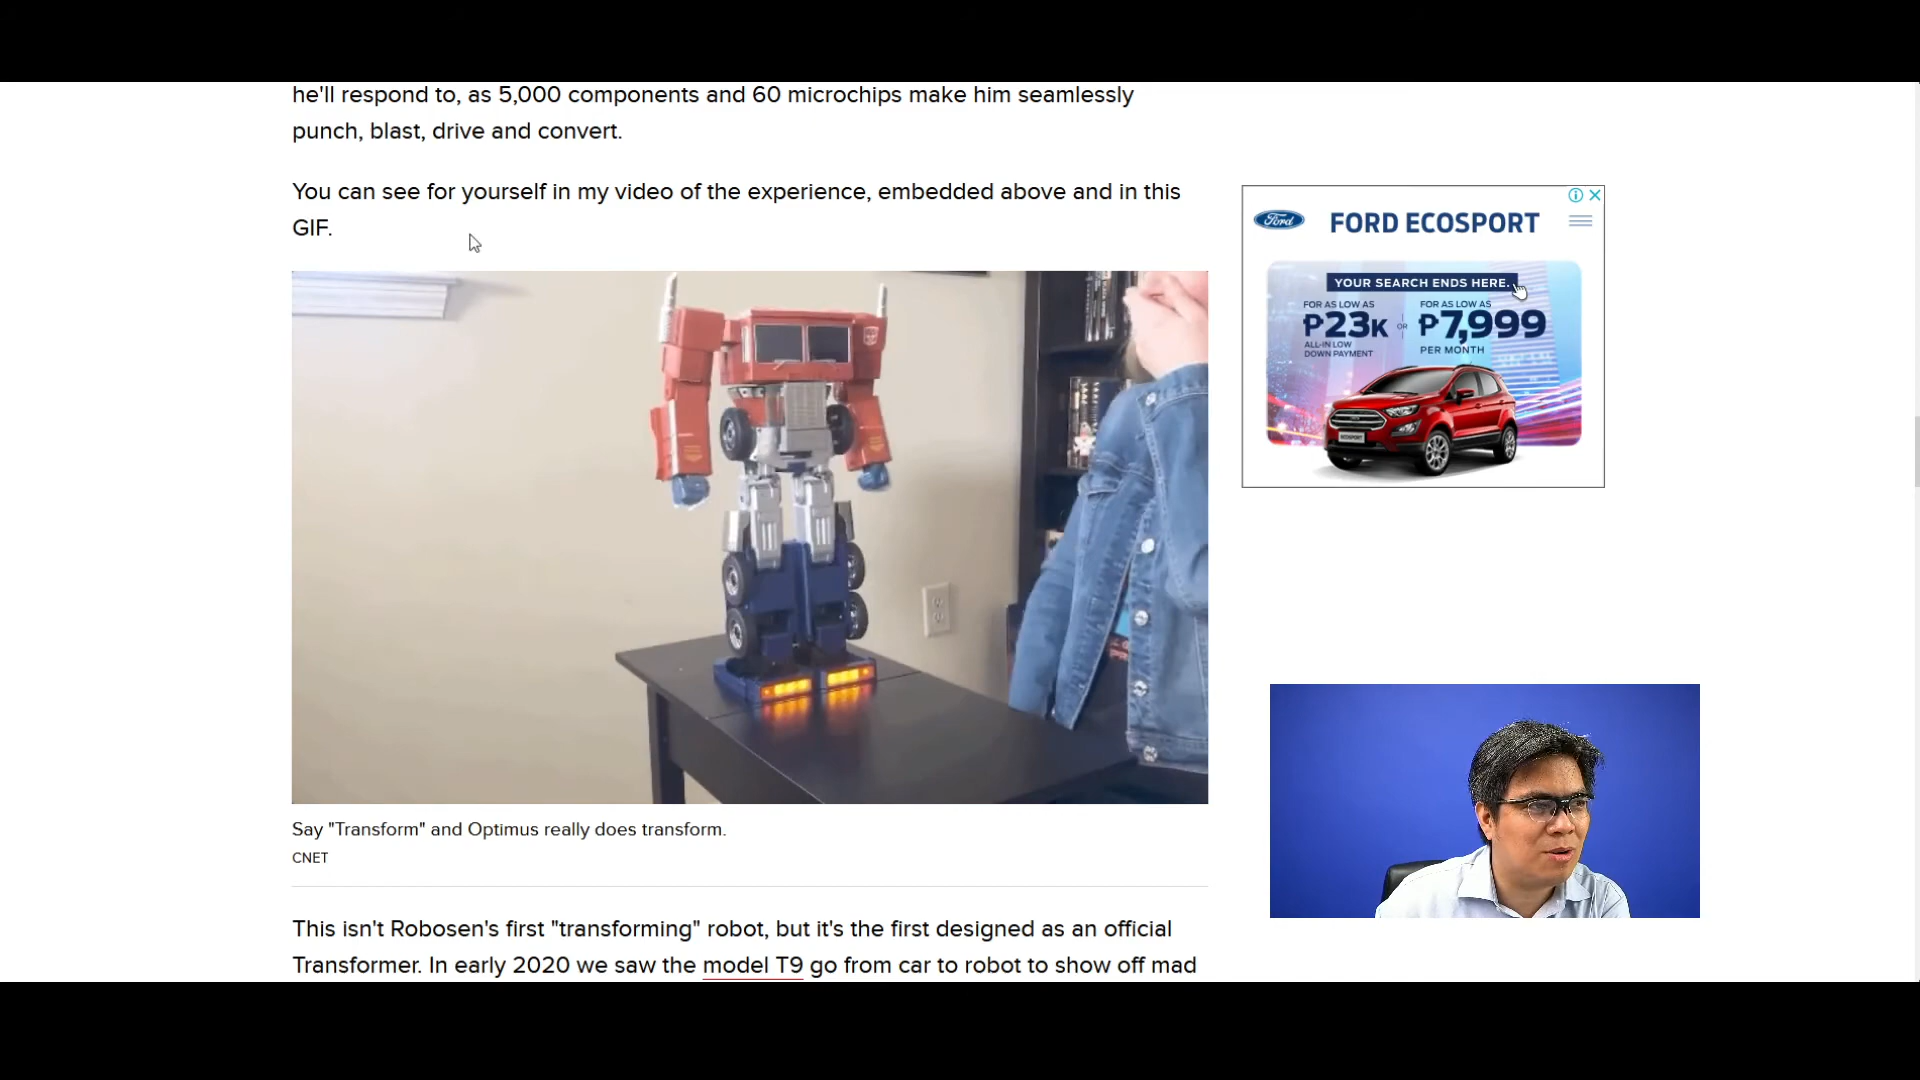 he'll respond to, as 5,000 components and 60 microchips make him seamlessly
punch, blast, drive and convert.
You can see for yourself in my video of the experience, embedded above and in this
GIF.
Ford
FORD ECOSPORT
YOUR SEARCH ENDS HERE.
FOR AS LOW AS
₱23K
ALL-IN LOW
DOWN PAYMENT
OR
FOR AS LOW AS
₱7,999
PER MONTH
ECOSPORT
Say "Transform" and Optimus really does transform.
CNET
This isn't Robosen's first "transforming" robot, but it's the first designed as an official
Transformer. In early 2020 we saw the model T9 go from car to robot to show off mad